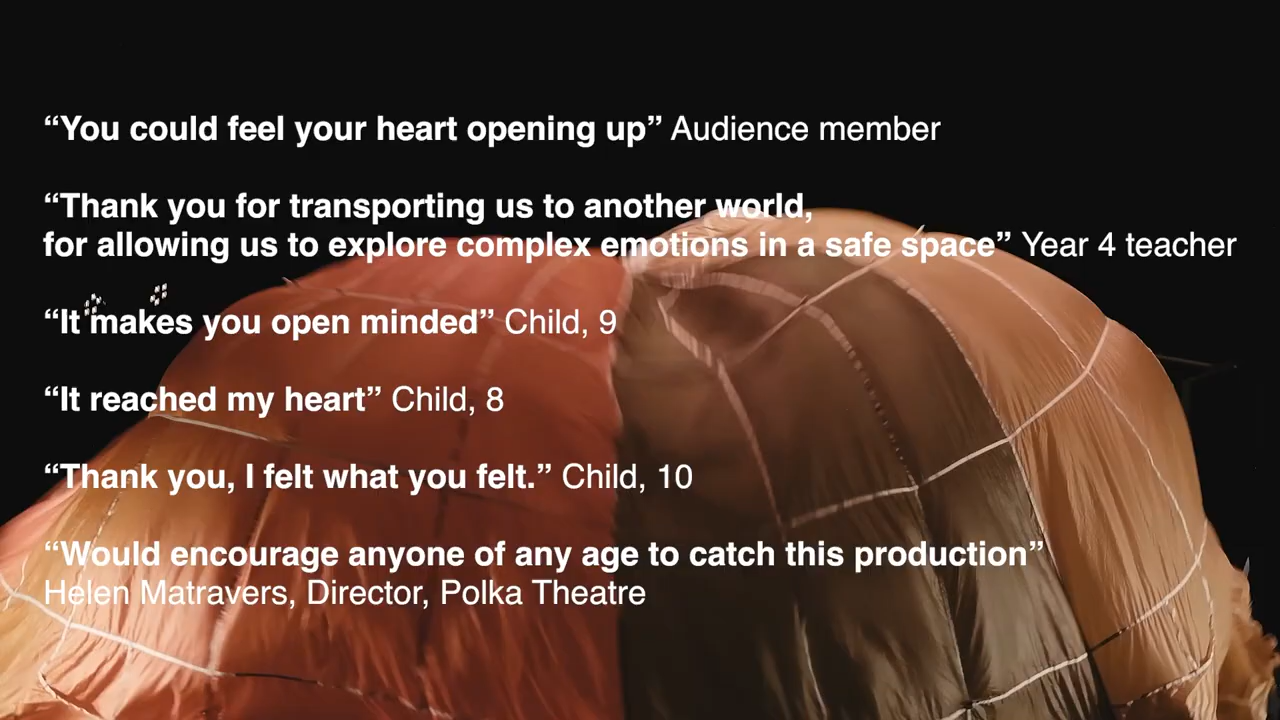 “You could feel your heart opening up” Audience member
“Thank you for transporting us to another world,
for allowing us to explore complex emotions in a safe space” Year 4 teacher
“It makes you open minded” Child, 9
“It reached my heart” Child, 8
“Thank you, I felt what you felt.” Child, 10
“Would encourage anyone of any age to catch this production”
Helen Matravers, Director, Polka Theatre